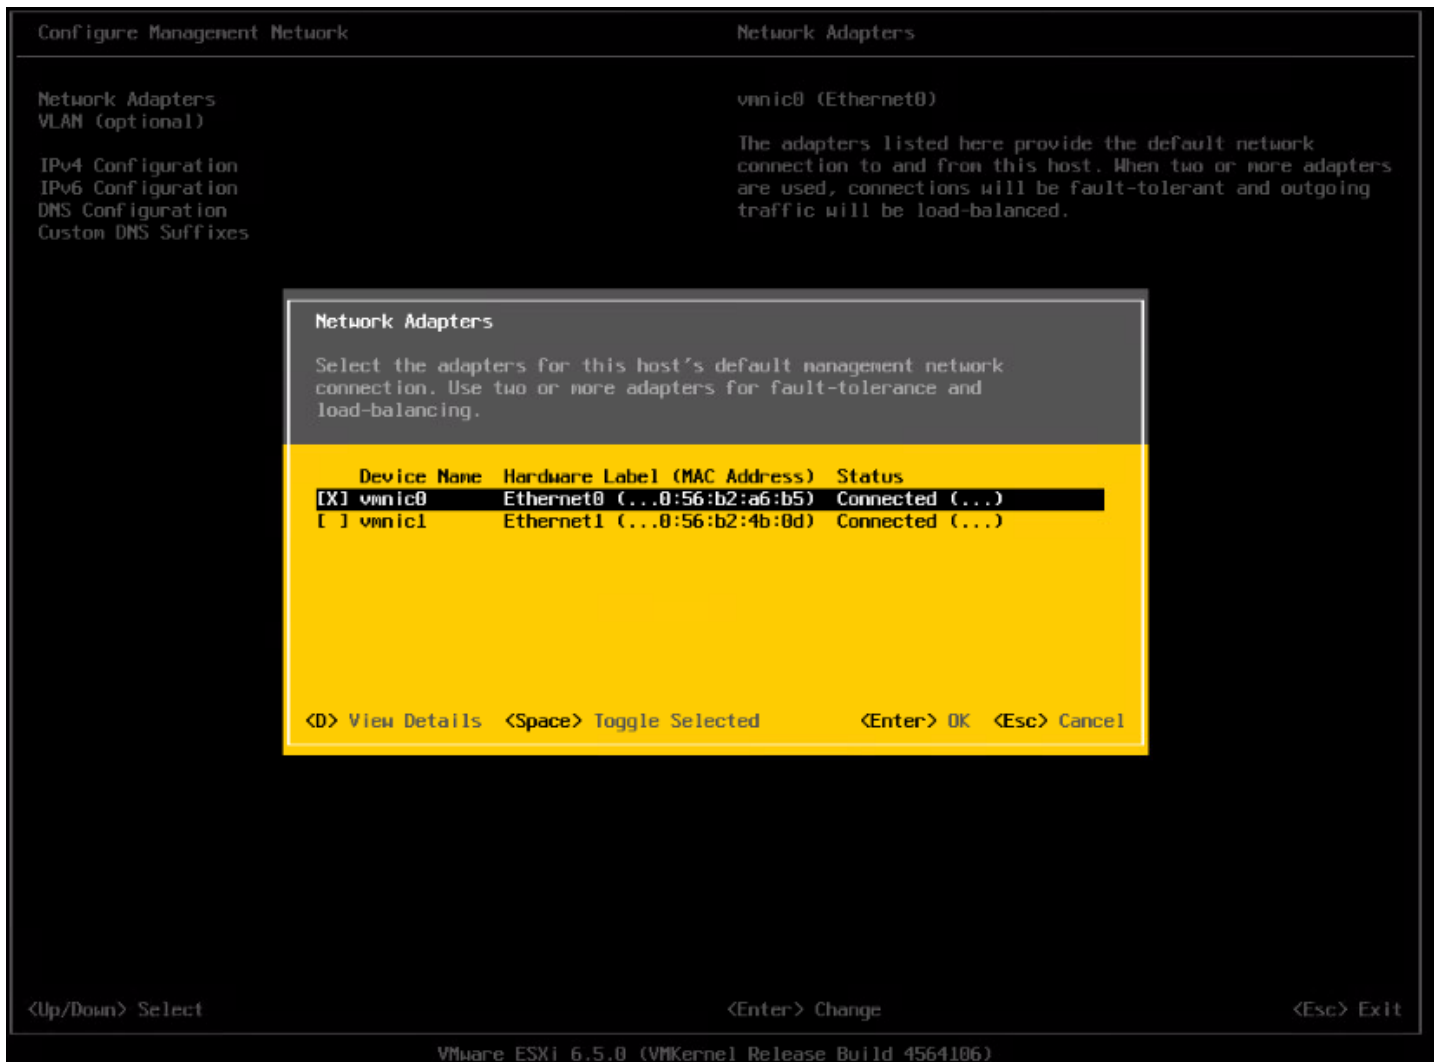 Configure Management Network
Network Adapters
Network Adapters
VLAN (optional)
IPv4 Configuration
IPv6 Configuration
DNS Configuration
Custom DNS Suffixes
vmnic0 (Ethernet0)
The adapters listed here provide the default network
connection to and from this host. When two or more adapters
are used, connections will be fault-tolerant and outgoing
traffic will be load-balanced.
Network Adapters
Select the adapters for this host's default management network
connection. Use two or more adapters for fault-tolerance and
load-balancing.
Device Name Hardware Label (MAC Address) Status
[X] vmnic0 Ethernet0 (...0:56:b2:a6:b5) Connected (...)
[ ] vmnic1 Ethernet1 (...0:56:b2:4b:0d) Connected (...)
<D> View Details <Space> Toggle Selected <Enter> OK <Esc> Cancel
<Up/Down> Select <Enter> Change <Esc> Exit
VMware ESXi 6.5.0 (VMKernel Release Build 4564106)